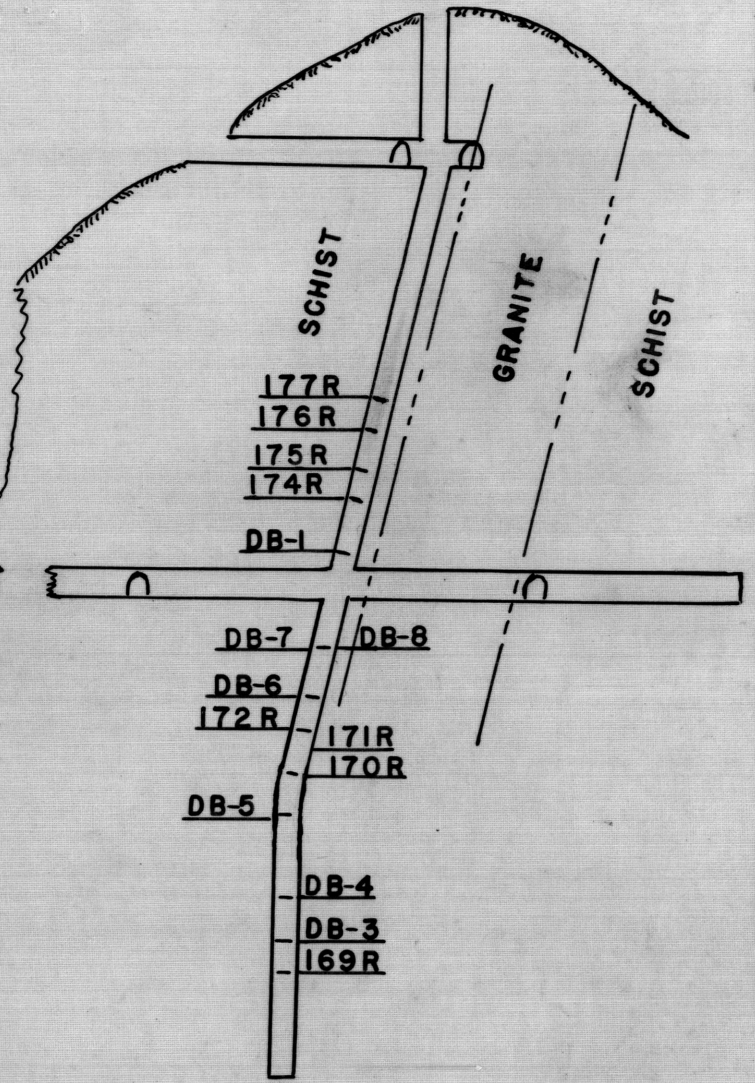 SCHIST
GRANITE
SCHIST
177R
176R
175R
174R
DB-1
DB-7
DB-8
DB-6
172R
171R
170R
DB-5
DB-4
DB-3
169R